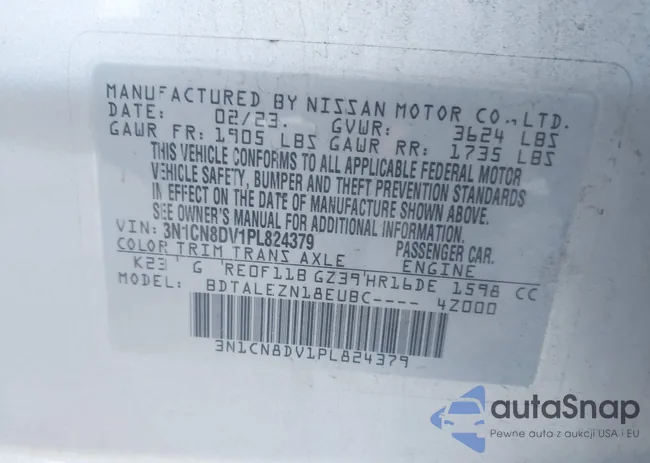 MANUFACTURED BY NISSAN MOTOR CO.,LTD.
DATE: 02/23. GVWR: 3624 LBS
GAWR FR: 1905 LBS GAWR RR: 1735 LBS
THIS VEHICLE CONFORMS TO ALL APPLICABLE FEDERAL MOTOR
VEHICLE SAFETY, BUMPER AND THEFT PREVENTION STANDARDS
IN EFFECT ON THE DATE OF MANUFACTURE SHOWN ABOVE.
SEE OWNER'S MANUAL FOR ADDITIONAL INFORMATION
VIN: 3N1CN8DV1PL824379 PASSENGER CAR.
COLOR TRIM TRANS AXLE ENGINE
K23 ' G 'RE0F11B GZ39'HR16DE 1598 CC
MODEL: BDTALEZN18EUBC---- 4Z000
3N1CN8DV1PL824379
autoSnap
Pewne auta z aukcji USA i EU